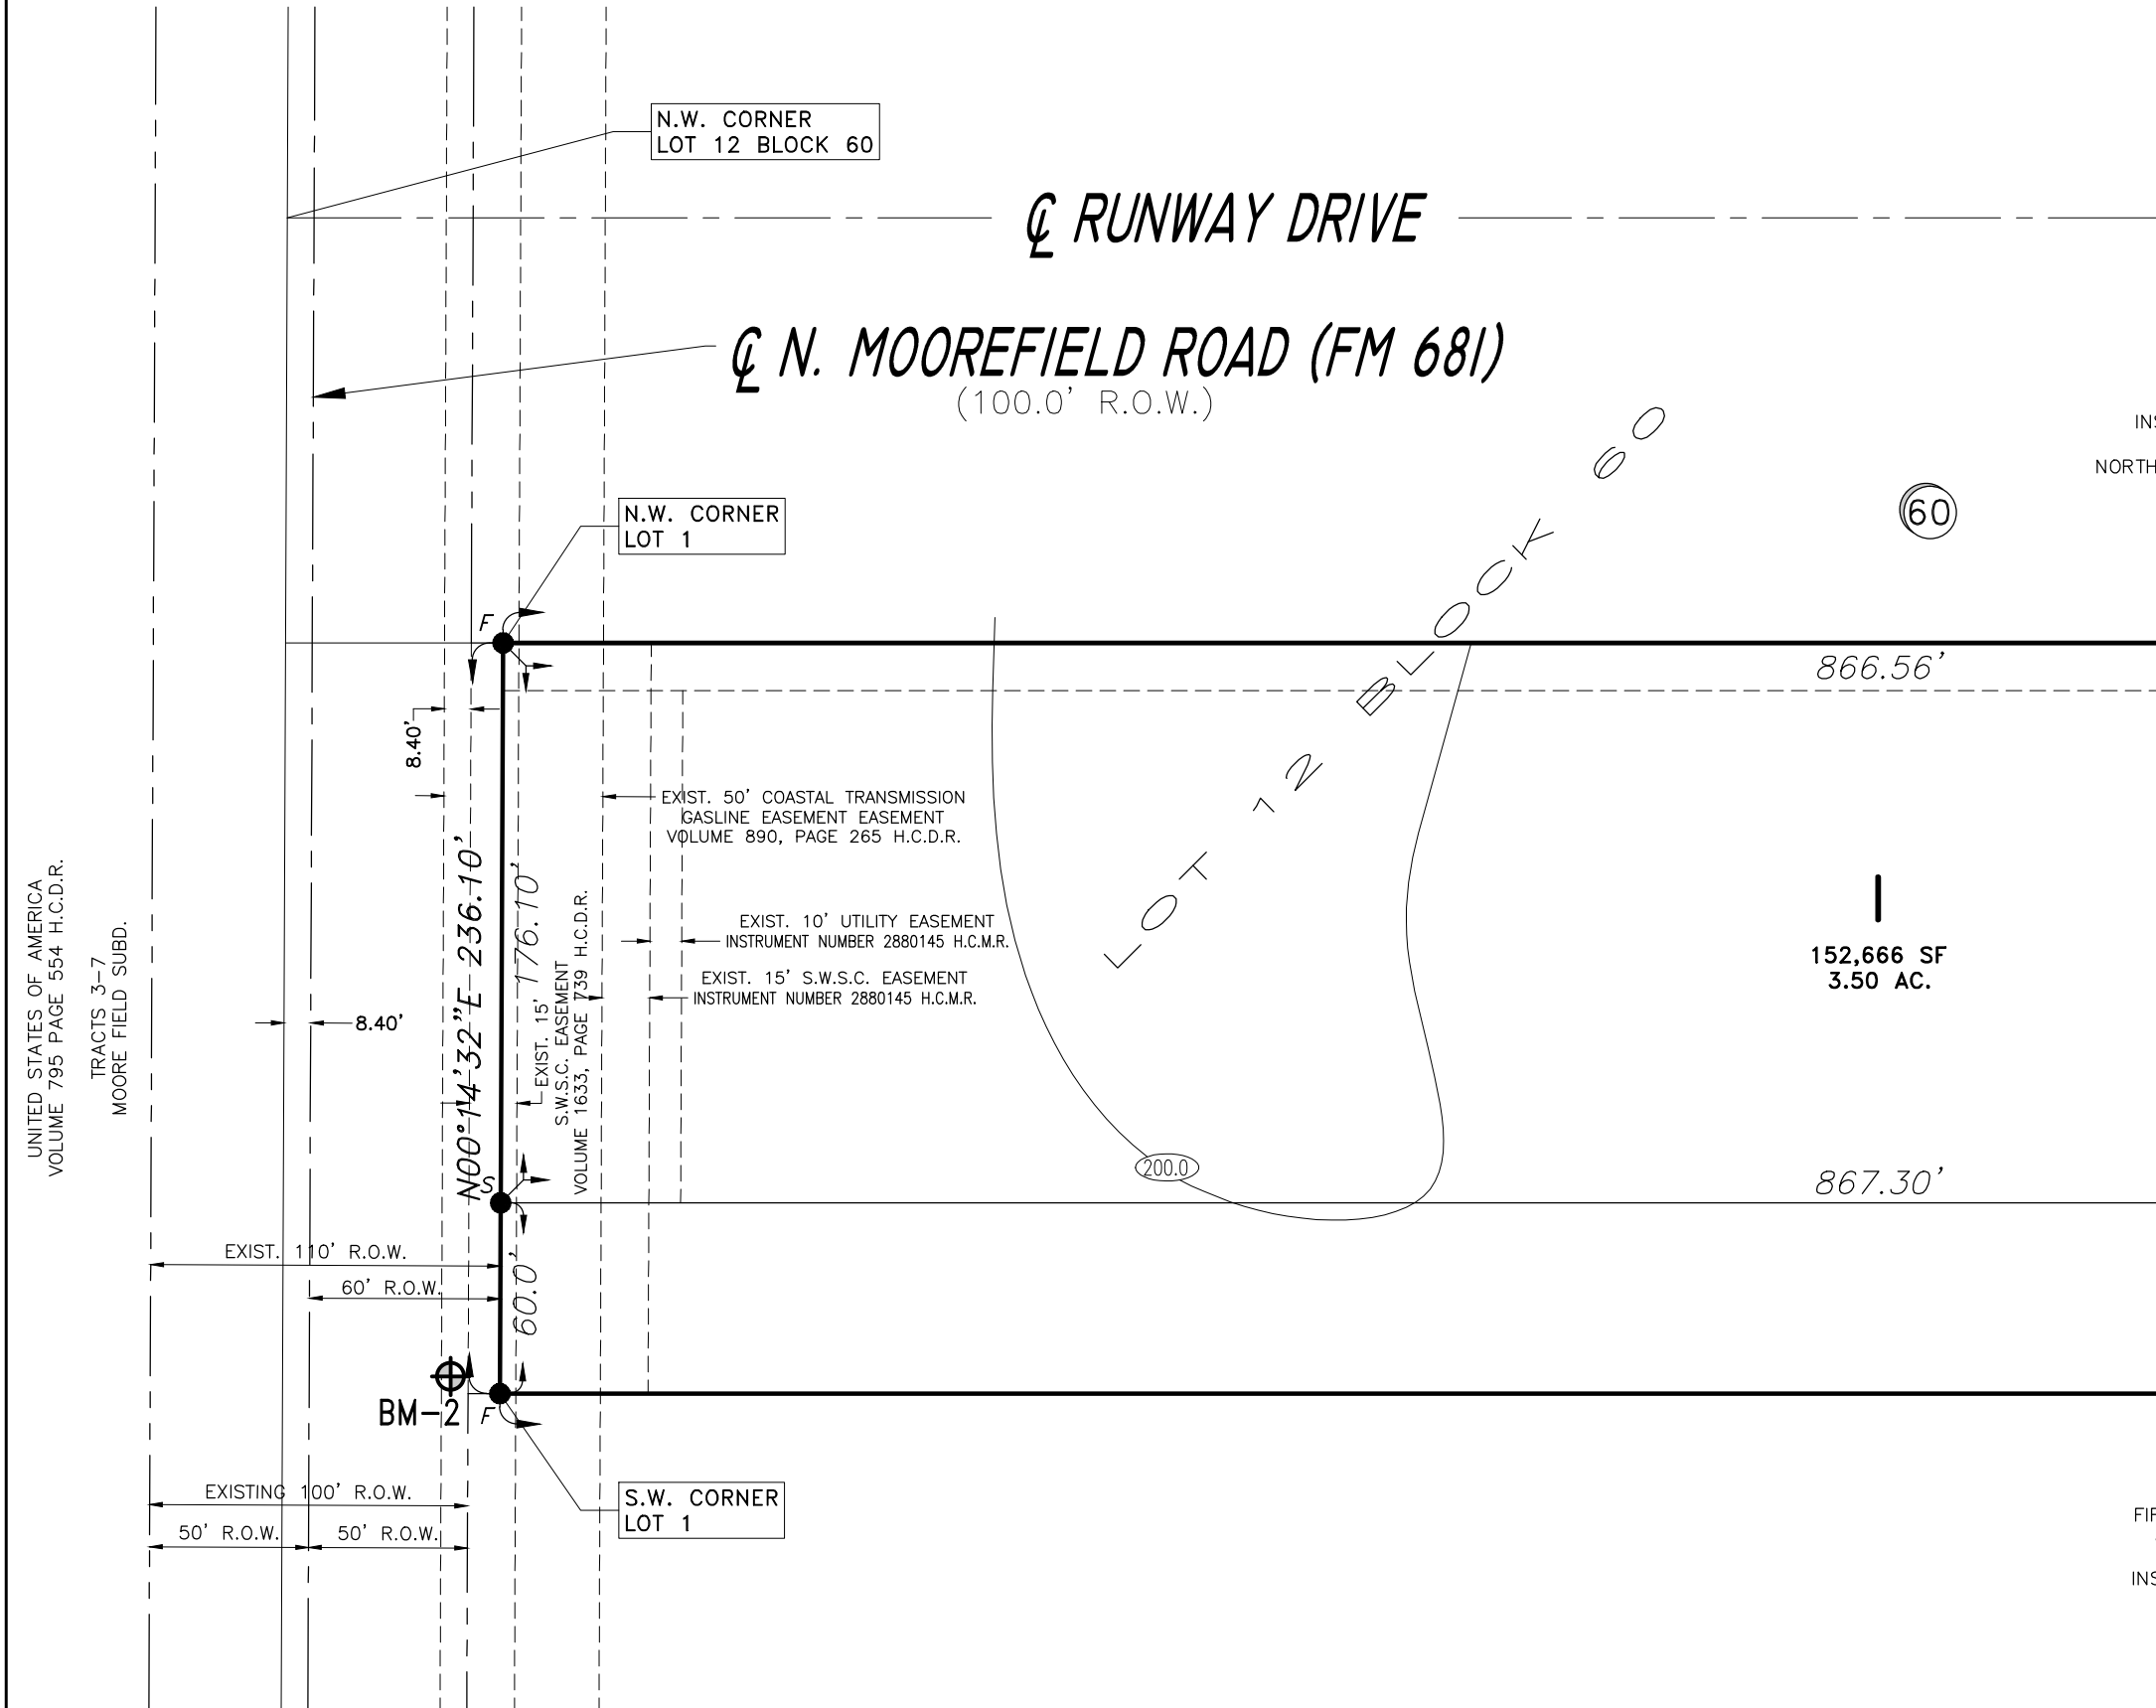 N.W. CORNER
LOT 12 BLOCK 60
℄ RUNWAY DRIVE
℄ N. MOOREFIELD ROAD (FM 681)
(100.0' R.O.W.)
LOT 12 BLOCK 60
60
INS
NORTH
N.W. CORNER
LOT 1
F
866.56'
8.40'
EXIST. 50' COASTAL TRANSMISSION
GASLINE EASEMENT EASEMENT
VOLUME 890, PAGE 265 H.C.D.R.
N00°14'32"E 236.10'
176.10'
EXIST. 15'
S.W.S.C. EASEMENT
VOLUME 1633, PAGE 739 H.C.D.R.
EXIST. 10' UTILITY EASEMENT
INSTRUMENT NUMBER 2880145 H.C.M.R.
EXIST. 15' S.W.S.C. EASEMENT
INSTRUMENT NUMBER 2880145 H.C.M.R.
UNITED STATES OF AMERICA
VOLUME 795 PAGE 554 H.C.D.R.
TRACTS 3-7
MOORE FIELD SUBD.
8.40'
1
152,666 SF
3.50 AC.
200.0
867.30'
S
EXIST. 110' R.O.W.
60' R.O.W.
60.0'
BM-2
F
S.W. CORNER
LOT 1
EXISTING 100' R.O.W.
50' R.O.W.
50' R.O.W.
FIR
INS